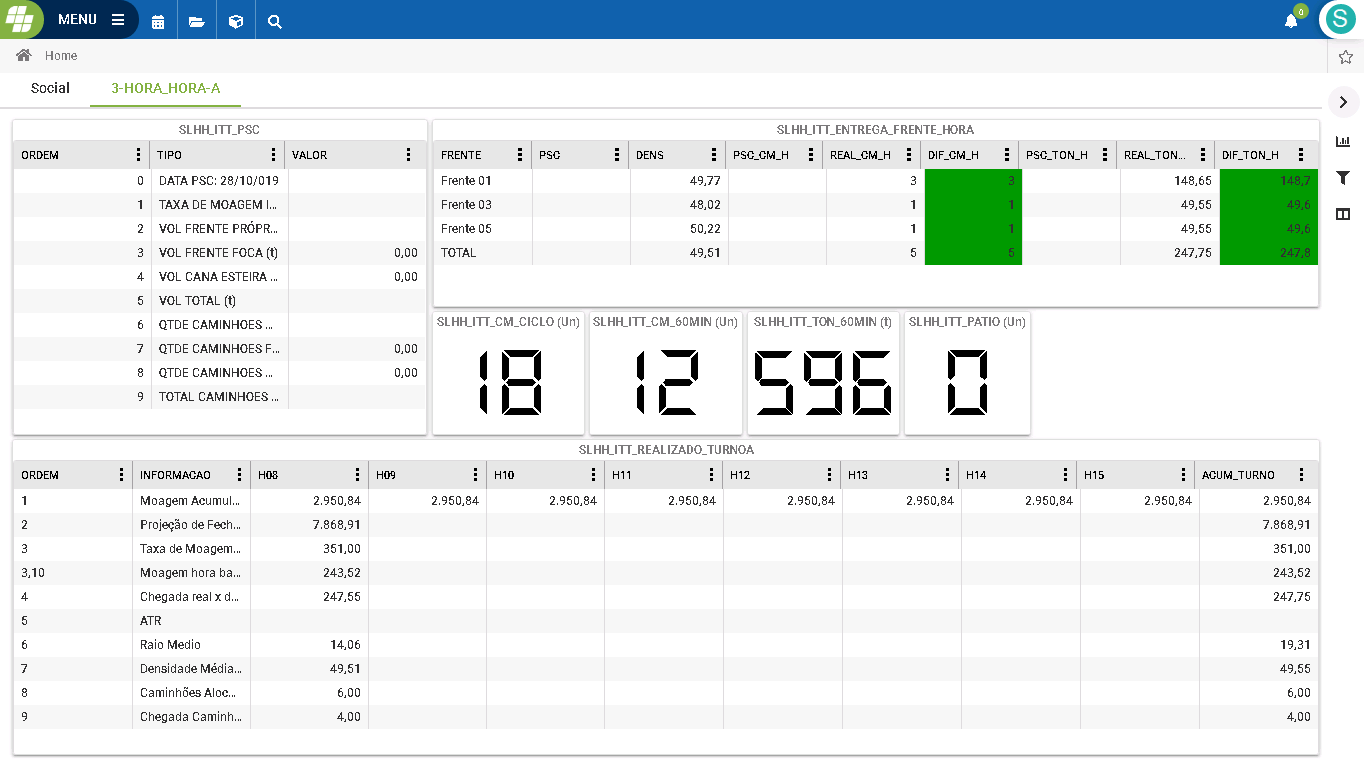 MENU
0
S
Home
Social 3-HORA_HORA-A
SLHH_ITT_PSC
ORDEM TIPO VALOR
0 DATA PSC: 28/10/019
1 TAXA DE MOAGEM I...
2 VOL FRENTE PRÓPR...
3 VOL FRENTE FOCA (t) 0,00
4 VOL CANA ESTEIRA ... 0,00
5 VOL TOTAL (t)
6 QTDE CAMINHOES ...
7 QTDE CAMINHOES F... 0,00
8 QTDE CAMINHOES ... 0,00
9 TOTAL CAMINHOES ...
SLHH_ITT_ENTREGA_FRENTE_HORA
FRENTE PSC DENS PSC_CM_H REAL_CM_H DIF_CM_H PSC_TON_H REAL_TON... DIF_TON_H
Frente 01 49,77 3 3 148,65 148,7
Frente 03 48,02 1 1 49,55 49,6
Frente 05 50,22 1 1 49,55 49,6
TOTAL 49,51 5 5 247,75 247,8
SLHH_ITT_CM_CICLO (Un) SLHH_ITT_CM_60MIN (Un) SLHH_ITT_TON_60MIN (t) SLHH_ITT_PATIO (Un)
18 12 596 0
SLHH_ITT_REALIZADO_TURNOA
ORDEM INFORMACAO H08 H09 H10 H11 H12 H13 H14 H15 ACUM_TURNO
1 Moagem Acumul... 2.950,84 2.950,84 2.950,84 2.950,84 2.950,84 2.950,84 2.950,84 2.950,84 2.950,84
2 Projeção de Fech... 7.868,91 7.868,91
3 Taxa de Moagem... 351,00 351,00
3,10 Moagem hora ba... 243,52 243,52
4 Chegada real x d... 247,55 247,75
5 ATR
6 Raio Medio 14,06 19,31
7 Densidade Média... 49,51 49,55
8 Caminhões Aloc... 6,00 6,00
9 Chegada Caminh... 4,00 4,00